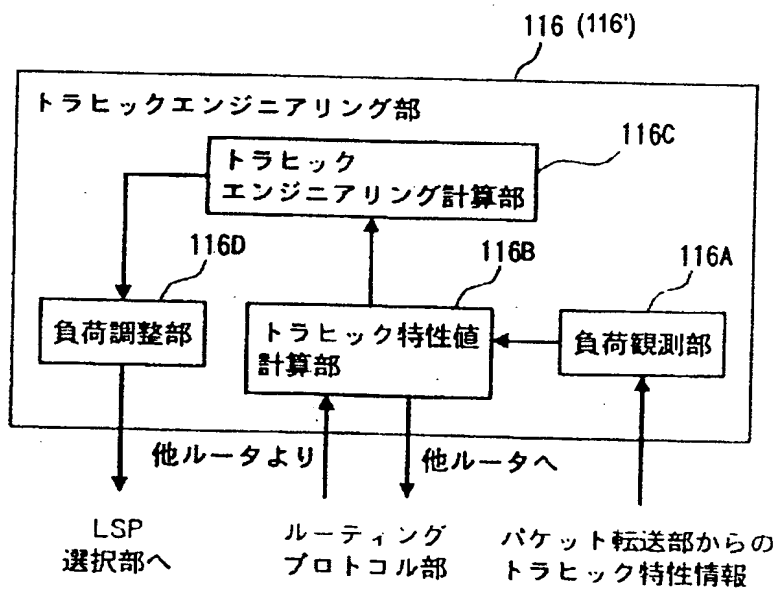 116 (116')
トラヒックエンジニアリング部
116C
トラヒック
エンジニアリング計算部
116D
116B
116A
負荷調整部
トラヒック特性値
計算部
負荷観測部
他ルータより
他ルータへ
LSP
選択部へ
ルーティング
プロトコル部
パケット転送部からの
トラヒック特性情報